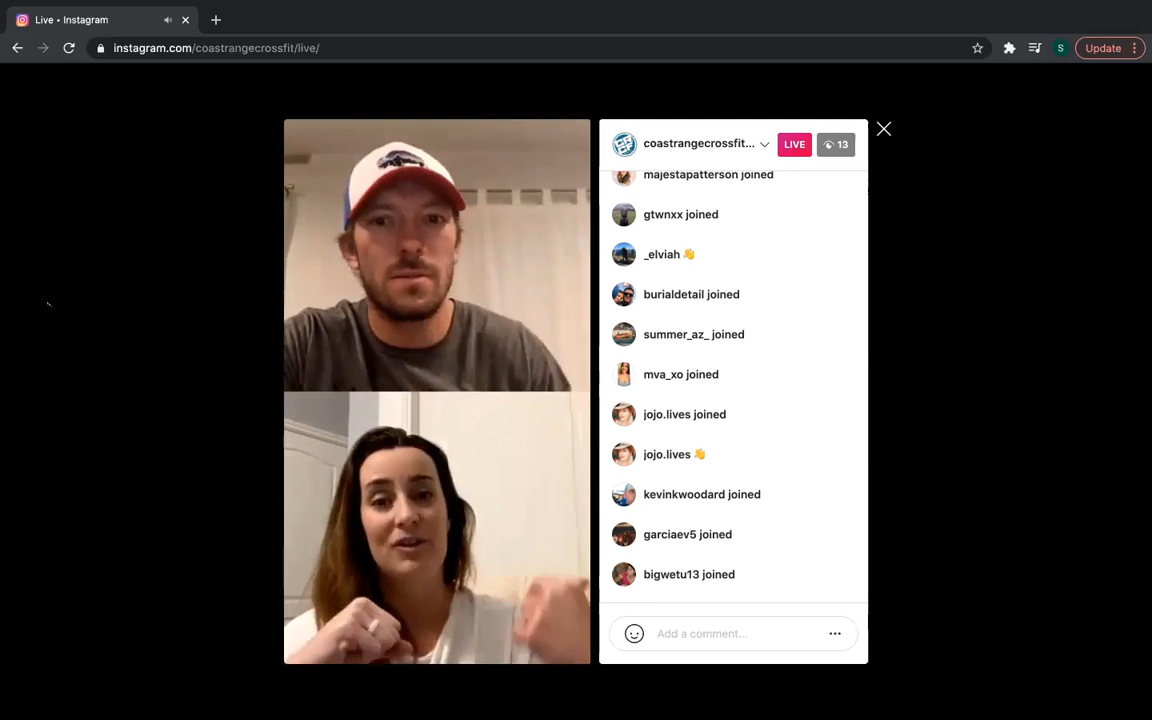 Live • Instagram
instagram.com/coastrangecrossfit/live/
S
Update
coastrangecrossfit...
LIVE
13
majestapatterson joined
gtwnxx joined
_elviah 👋
burialdetail joined
summer_az_ joined
mva_xo joined
jojo.lives joined
jojo.lives 👋
kevinkwoodard joined
garciaev5 joined
bigwetu13 joined
Add a comment...